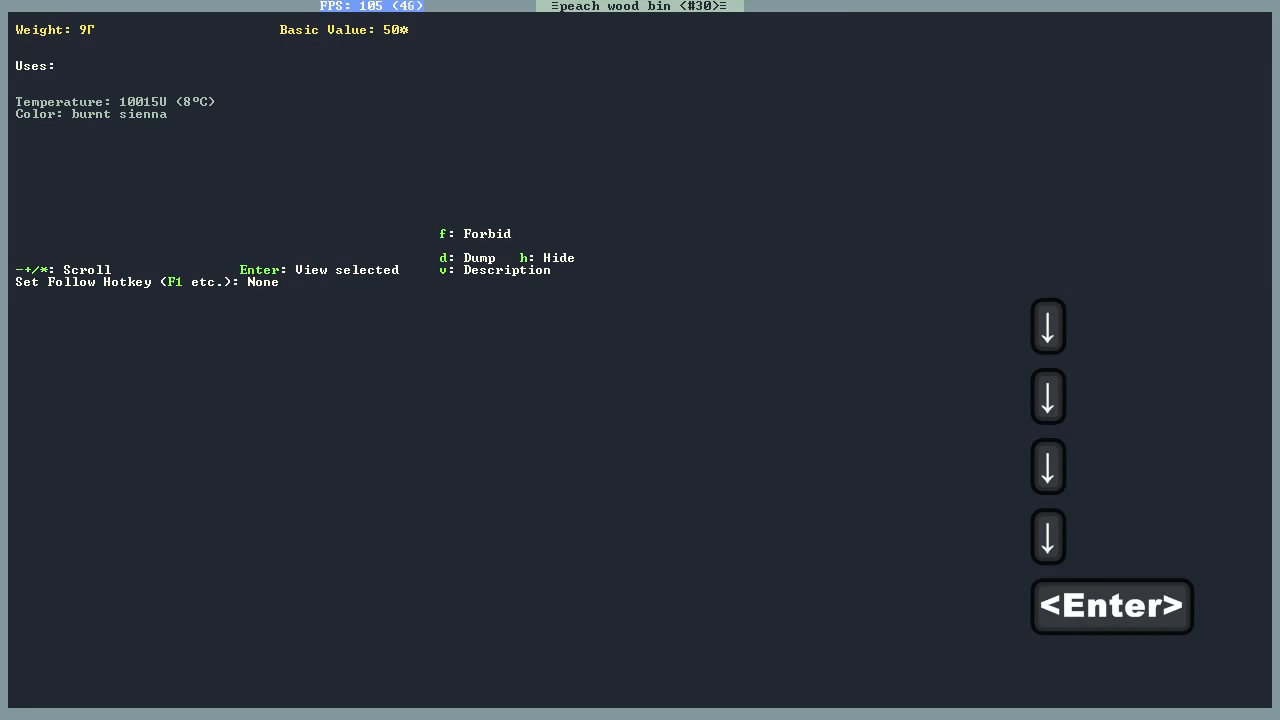 FPS: 105 (46) ≡peach wood bin <#30>≡
Weight: 9Γ Basic Value: 50☼
Uses:
Temperature: 10015U (8°C)
Color: burnt sienna
f: Forbid
d: Dump h: Hide
-+/*: Scroll Enter: View selected v: Description
Set Follow Hotkey (F1 etc.): None
↓
↓
↓
↓
<Enter>